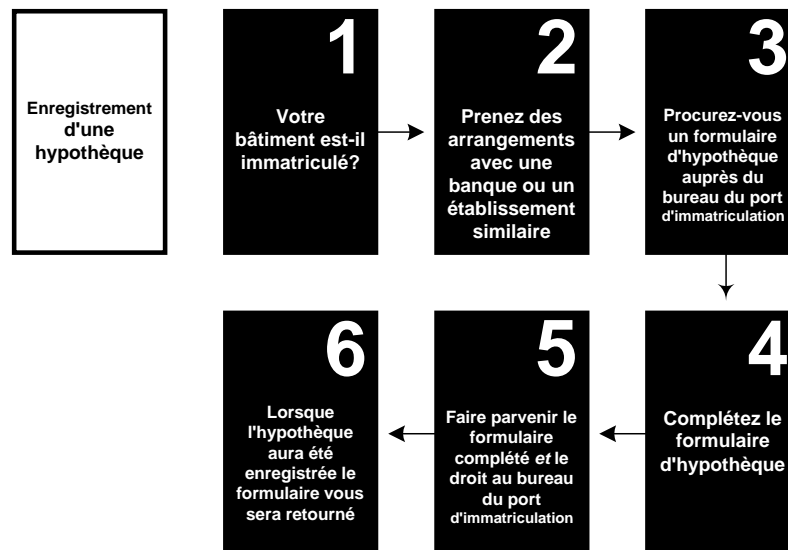 Enregistrement
d'une
hypothèque
1
Votre
bâtiment est-il
immatriculé?
2
Prenez des
arrangements
avec une
banque ou un
établissement
similaire
3
Procurez-vous
un formulaire
d'hypothèque
auprès du
bureau du port
d'immatriculation
4
Complétez le
formulaire
d'hypothèque
5
Faire parvenir le
formulaire
complété et le
droit au bureau
du port
d'immatriculation
6
Lorsque
l'hypothèque
aura été
enregistrée le
formulaire vous
sera retourné